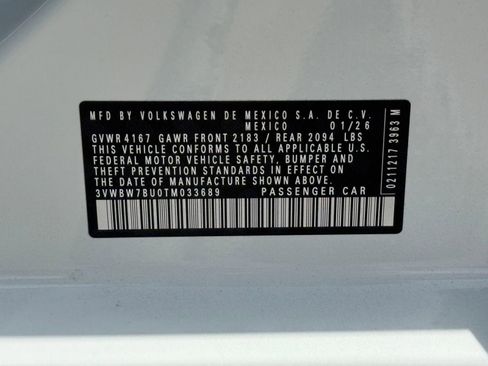 MFD BY VOLKSWAGEN DE MEXICO S.A. DE C.V.
MEXICO 01/26
GVWR 4167 GAWR FRONT 2183 / REAR 2094 LBS
THIS VEHICLE CONFORMS TO ALL APPLICABLE U.S.
FEDERAL MOTOR VEHICLE SAFETY, BUMPER AND
THEFT PREVENTION STANDARDS IN EFFECT ON
THE DATE OF MANUFACTURE SHOWN ABOVE.
3VWBW7BU0TM033689 PASSENGER CAR
0211217 3963 M